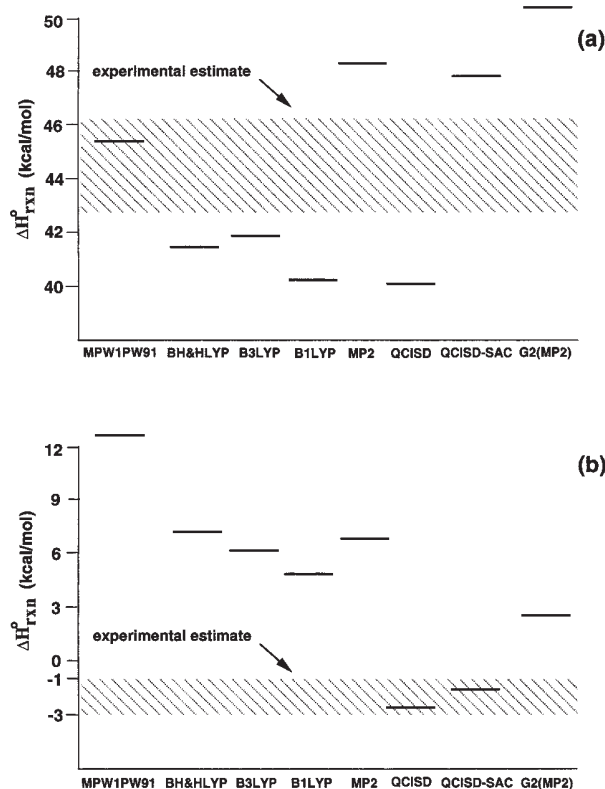 (a)
50
48
46
44
42
40
ΔH°rxn (kcal/mol)
experimental estimate
MPW1PW91 BH&HLYP B3LYP B1LYP MP2 QCISD QCISD-SAC G2(MP2)
(b)
12
9
6
3
0
-1
-3
ΔH°rxn (kcal/mol)
experimental estimate
MPW1PW91 BH&HLYP B3LYP B1LYP MP2 QCISD QCISD-SAC G2(MP2)